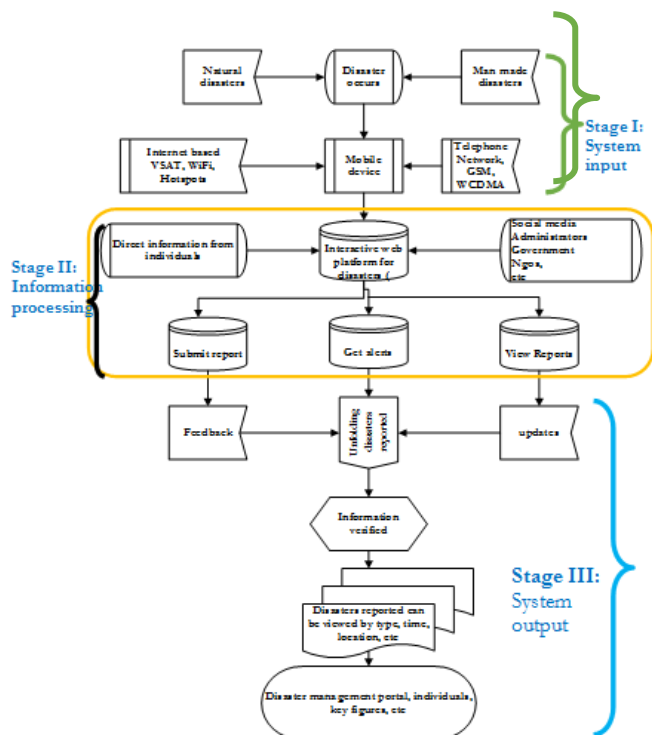 Natural
disasters
Disaster
occurs
Man made
disasters
Stage I:
System
input
Internet based
VSAT, WiFi,
Hotspots
Mobile
device
Telephone
Network,
GSM,
WCDMA
Stage II:
Information
processing
Direct information from
individuals
Interactive web
platform for
disasters (
Social media
Administrators
Government
Ngos,
etc
Submit report
Get alerts
View Reports
Feedback
Unfolding
disasters
reported
updates
Information
verified
Stage III:
System
output
Disasters reported can
be viewed by type, time,
location, etc
Disaster management portal, individuals,
key figures, etc